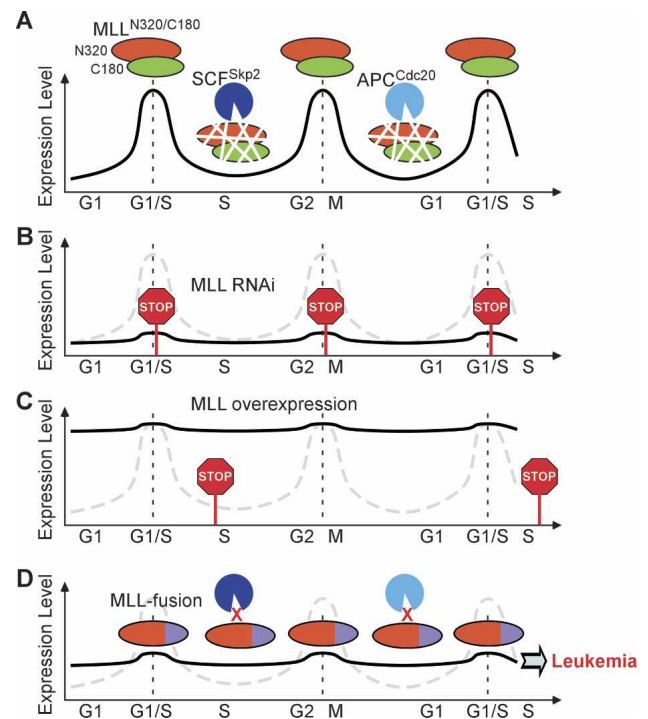 A
MLL^N320/C180
N320
C180
SCF^Skp2
APC^Cdc20
Expression Level
G1 G1/S S G2 M G1 G1/S S
B
MLL RNAi
STOP STOP STOP
Expression Level
G1 G1/S S G2 M G1 G1/S S
C
MLL overexpression
STOP STOP
Expression Level
G1 G1/S S G2 M G1 G1/S S
D
MLL-fusion
X X
Leukemia
Expression Level
G1 G1/S S G2 M G1 G1/S S